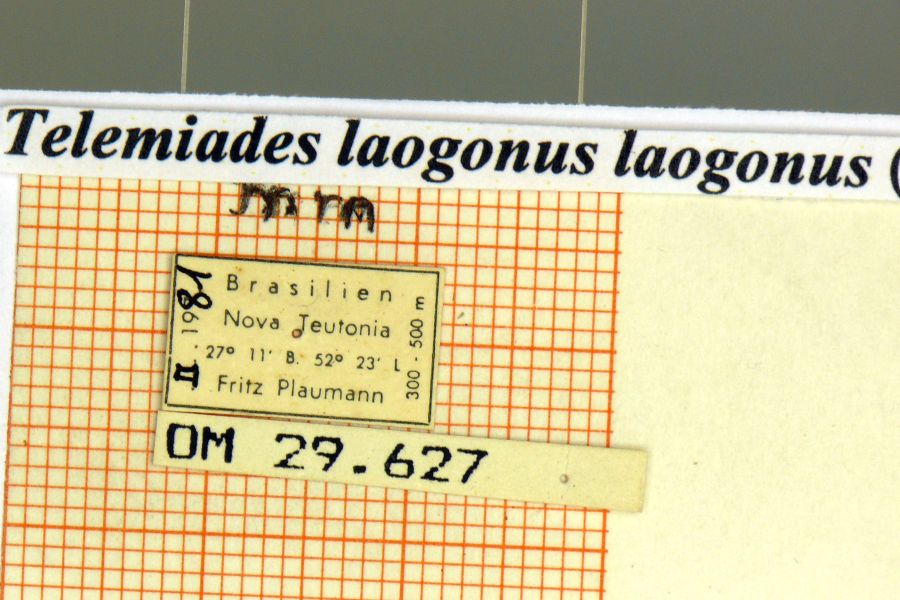 Telemiades laogonus laogonus (
mm
Brasilien
Nova Teutonia
27° 11' B. 52° 23' L
Fritz Plaumann
300 - 500 m
II 1981
OM 29.627